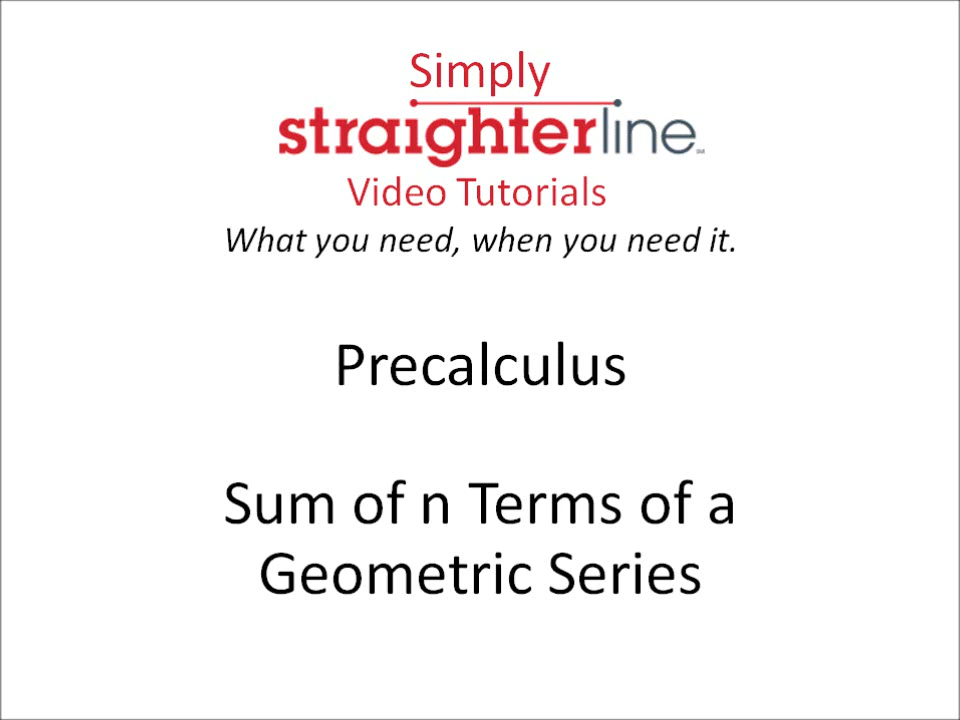 Simply
straighterline
Video Tutorials
What you need, when you need it.
Precalculus
Sum of n Terms of a
Geometric Series